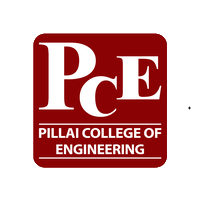 PCE
PILLAI COLLEGE OF
ENGINEERING